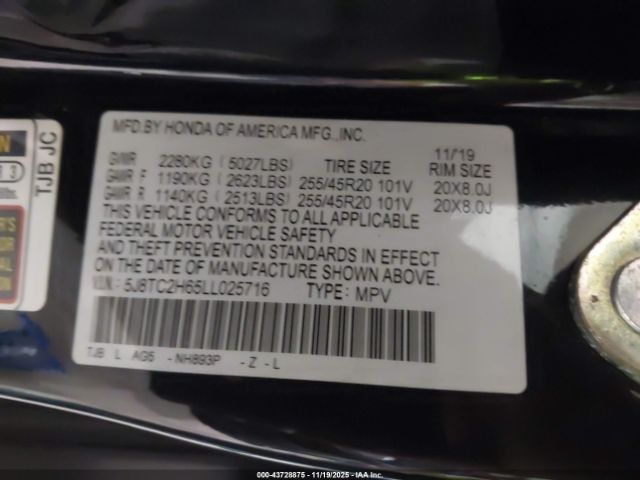 MFD.BY HONDA OF AMERICA MFG.,INC.
11/19
GVWR 2280KG ( 5027LBS) TIRE SIZE RIM SIZE
GAWR F 1190KG ( 2623LBS) 255/45R20 101V 20X8.0J
GAWR R 1140KG ( 2513LBS) 255/45R20 101V 20X8.0J
THIS VEHICLE CONFORMS TO ALL APPLICABLE
FEDERAL MOTOR VEHICLE SAFETY
AND THEFT PREVENTION STANDARDS IN EFFECT
ON THE DATE OF MANUFACTURE SHOWN ABOVE.
V.I.N.: 5J8TC2H65LL025716 TYPE: MPV
TJB L AG5 - NH893P - Z - L
TJB JC
000-43728875 - 11/19/2025 - IAA Inc.